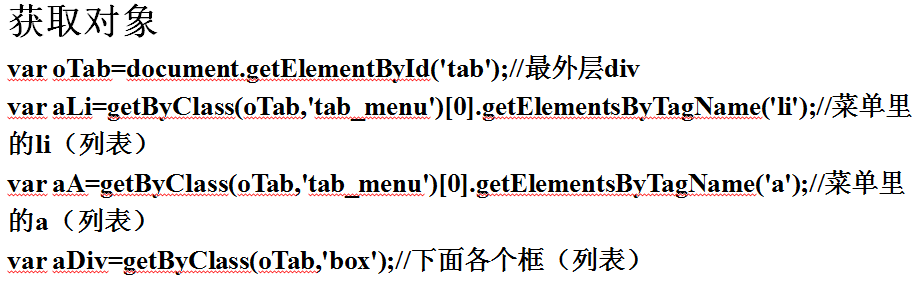 获取对象
var oTab=document.getElementById('tab');//最外层div
var aLi=getByClass(oTab,'tab_menu')[0].getElementsByTagName('li');//菜单里
的li（列表）
var aA=getByClass(oTab,'tab_menu')[0].getElementsByTagName('a');//菜单里
的a（列表）
var aDiv=getByClass(oTab,'box');//下面各个框（列表）